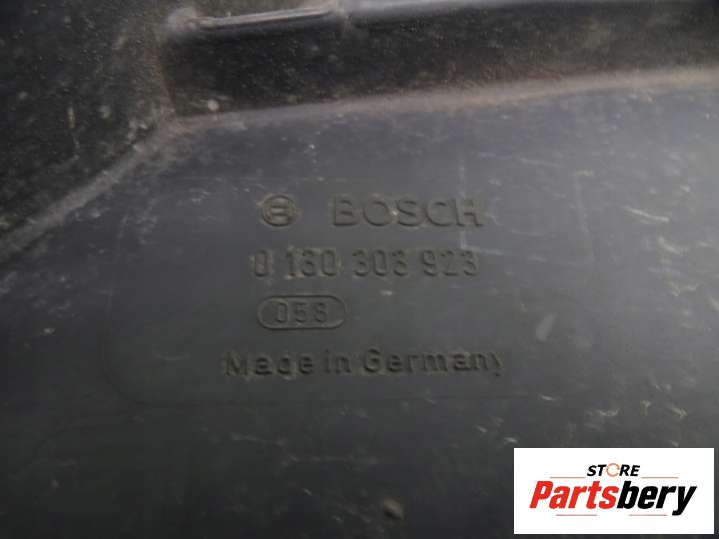 BOSCH
0 130 303 923
058
Made in Germany
STORE
Partsbery